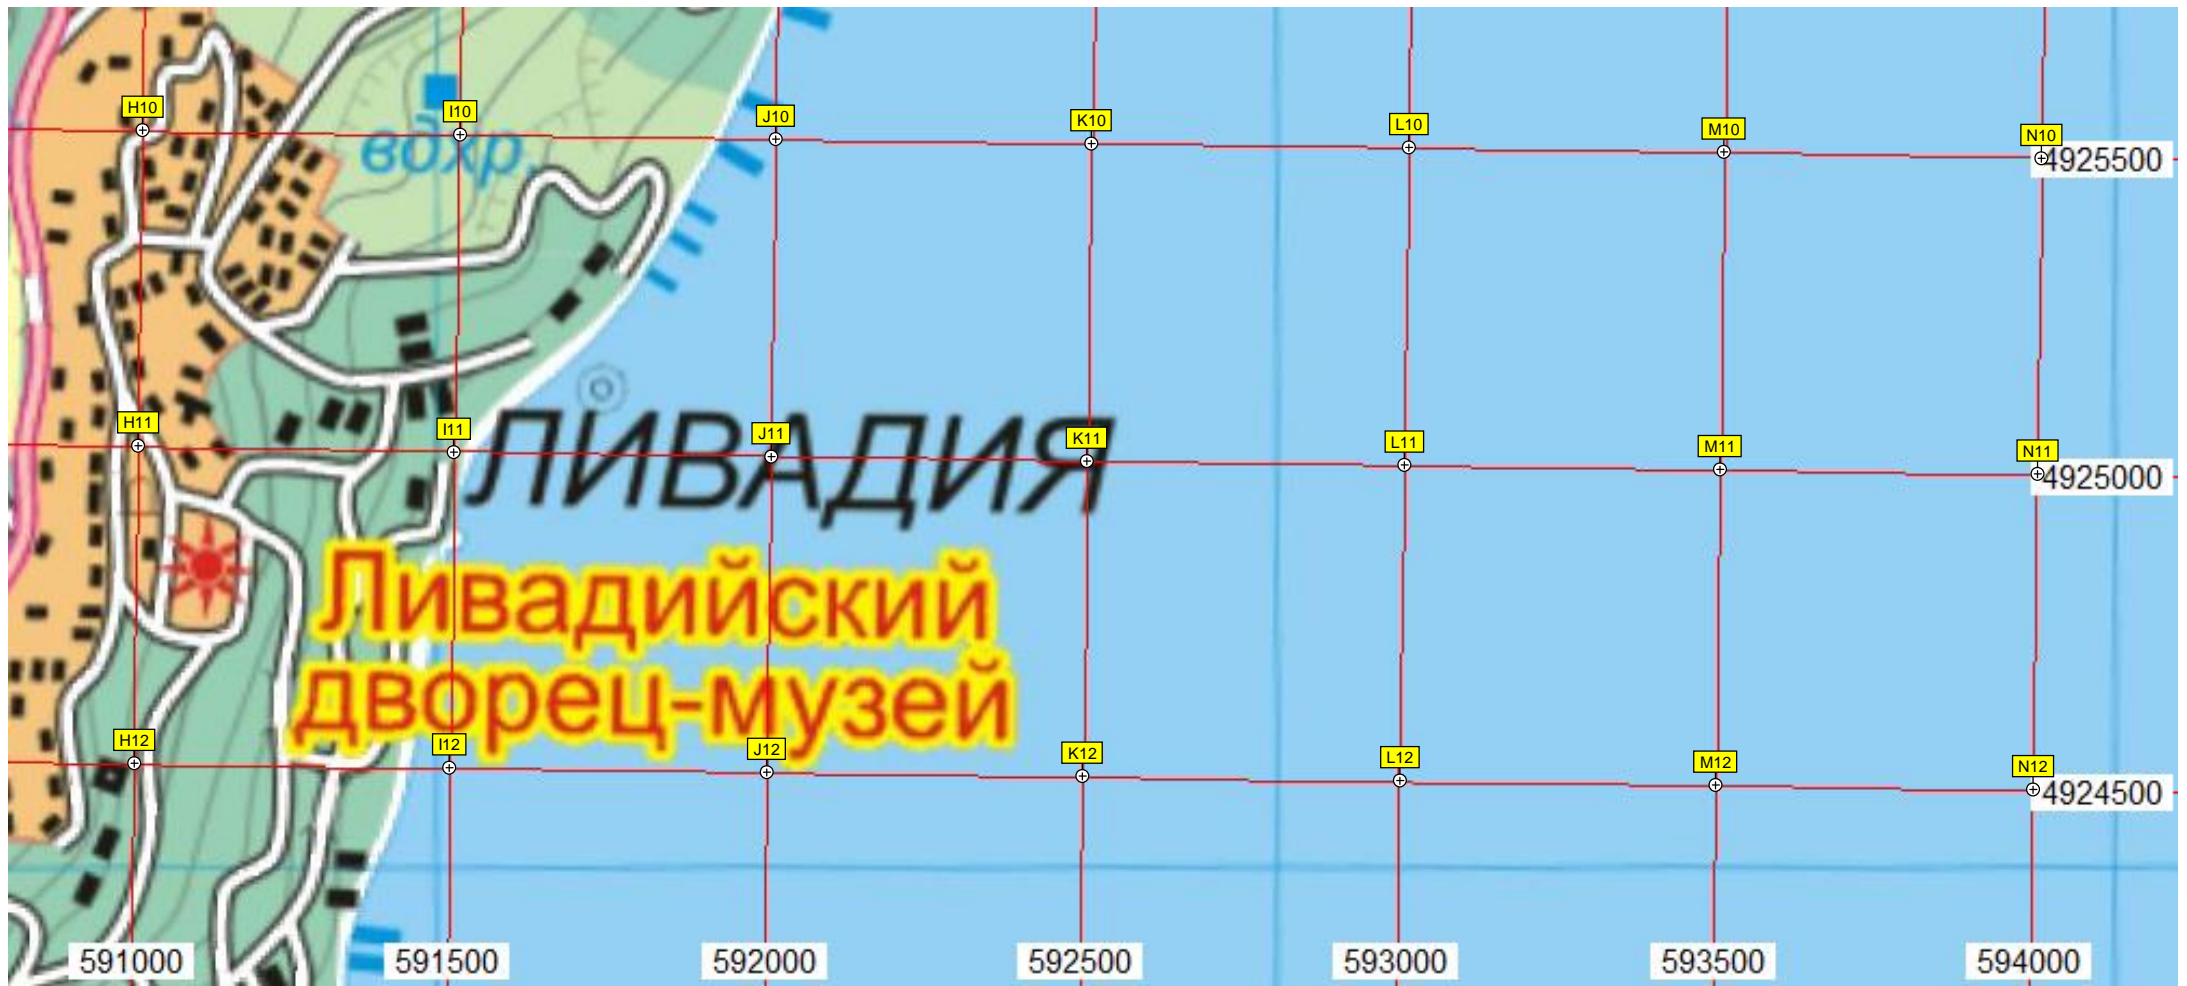 H10 I10 J10 K10 L10 M10 N10
4925500
вдхр.
H11 I11 J11 K11 L11 M11 N11
4925000
ЛИВАДИЯ
Ливадийский
дворец-музей
H12 I12 J12 K12 L12 M12 N12
4924500
591000 591500 592000 592500 593000 593500 594000